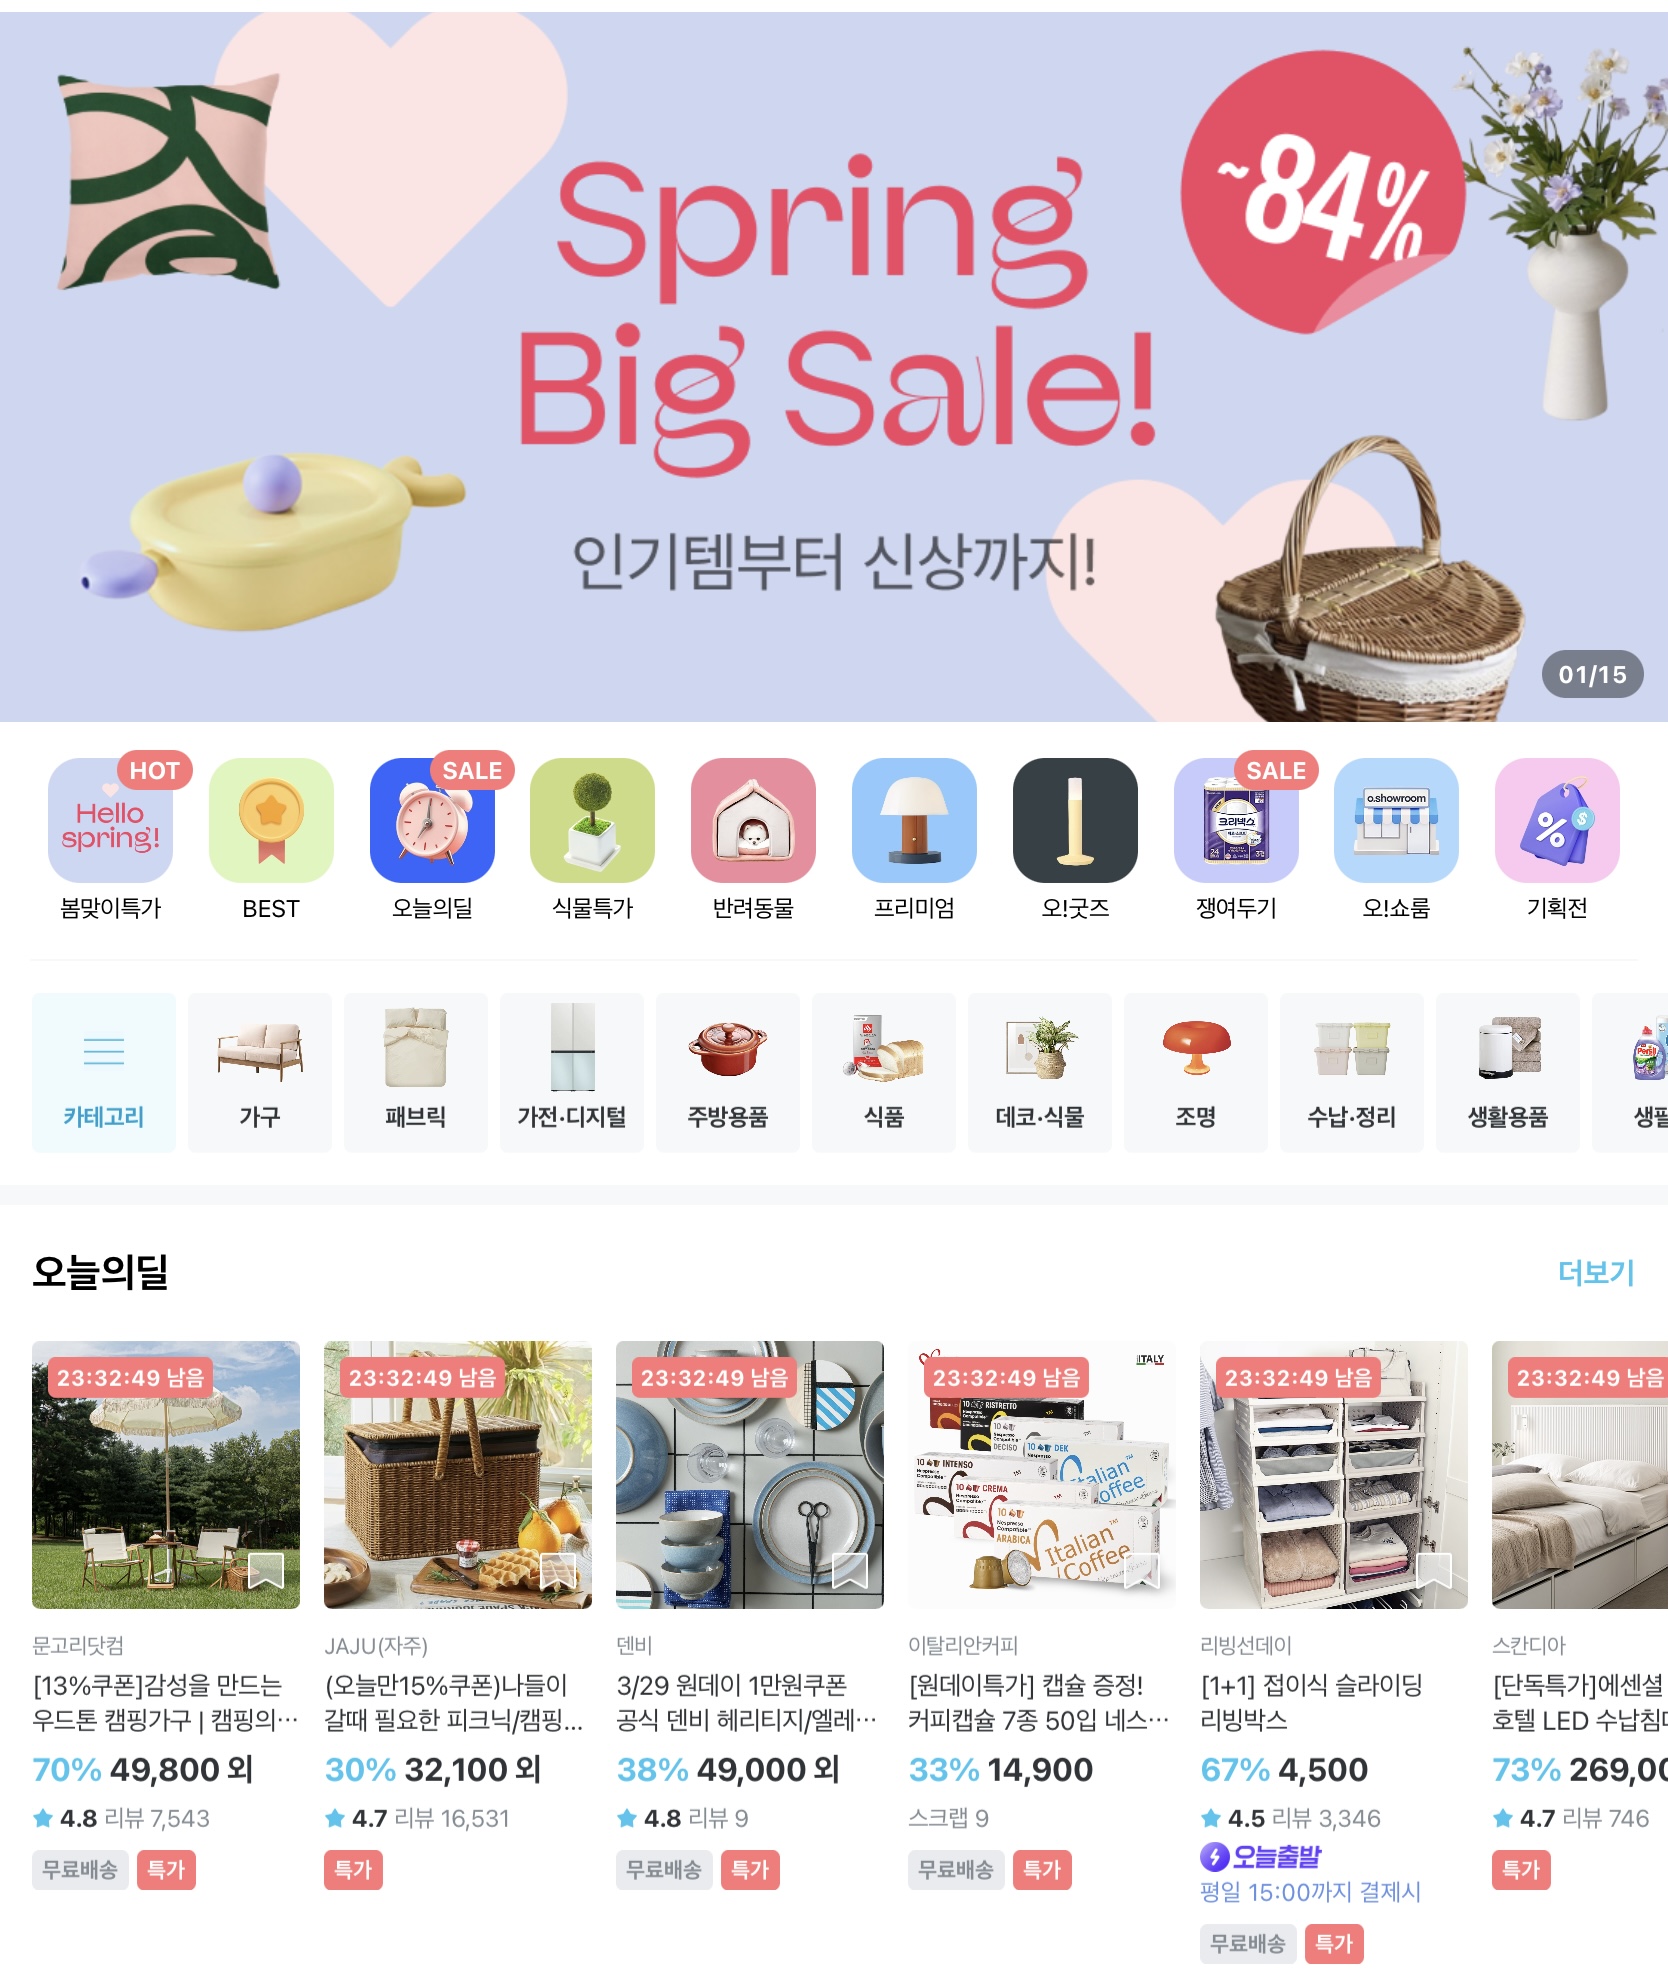 Spring
Big Sale!
~84%
인기템부터 신상까지!
01/15
HOT
SALE
SALE
Hello
spring!
크리넥스
o.showroom
%
$
봄맞이특가
BEST
오늘의딜
식물특가
반려동물
프리미엄
오!굿즈
쟁여두기
오!쇼룸
기획전
카테고리
가구
패브릭
가전·디지털
주방용품
식품
데코·식물
조명
수납·정리
생활용품
생필
오늘의딜
더보기
23:32:49 남음
23:32:49 남음
23:32:49 남음
23:32:49 남음
23:32:49 남음
23:32:49 남음
ITALY
10 RISTRETTO
10 DECISO
10 DEK
10 INTENSO
10 CREMA
10 ARABICA
Italian
Coffee
문고리닷컴
[13%쿠폰]감성을 만드는
우드톤 캠핑가구 | 캠핑의…
70% 49,800 외
4.8 리뷰 7,543
무료배송 특가
JAJU(자주)
(오늘만15%쿠폰)나들이
갈때 필요한 피크닉/캠핑...
30% 32,100 외
4.7 리뷰 16,531
특가
덴비
3/29 원데이 1만원쿠폰
공식 덴비 헤리티지/엘레…
38% 49,000 외
4.8 리뷰 9
무료배송 특가
이탈리안커피
[원데이특가] 캡슐 증정!
커피캡슐 7종 50입 네스…
33% 14,900
스크랩 9
무료배송 특가
리빙선데이
[1+1] 접이식 슬라이딩
리빙박스
67% 4,500
4.5 리뷰 3,346
오늘출발
평일 15:00까지 결제시
무료배송 특가
스칸디아
[단독특가]에센셜
호텔 LED 수납침
73% 269,00
4.7 리뷰 746
특가